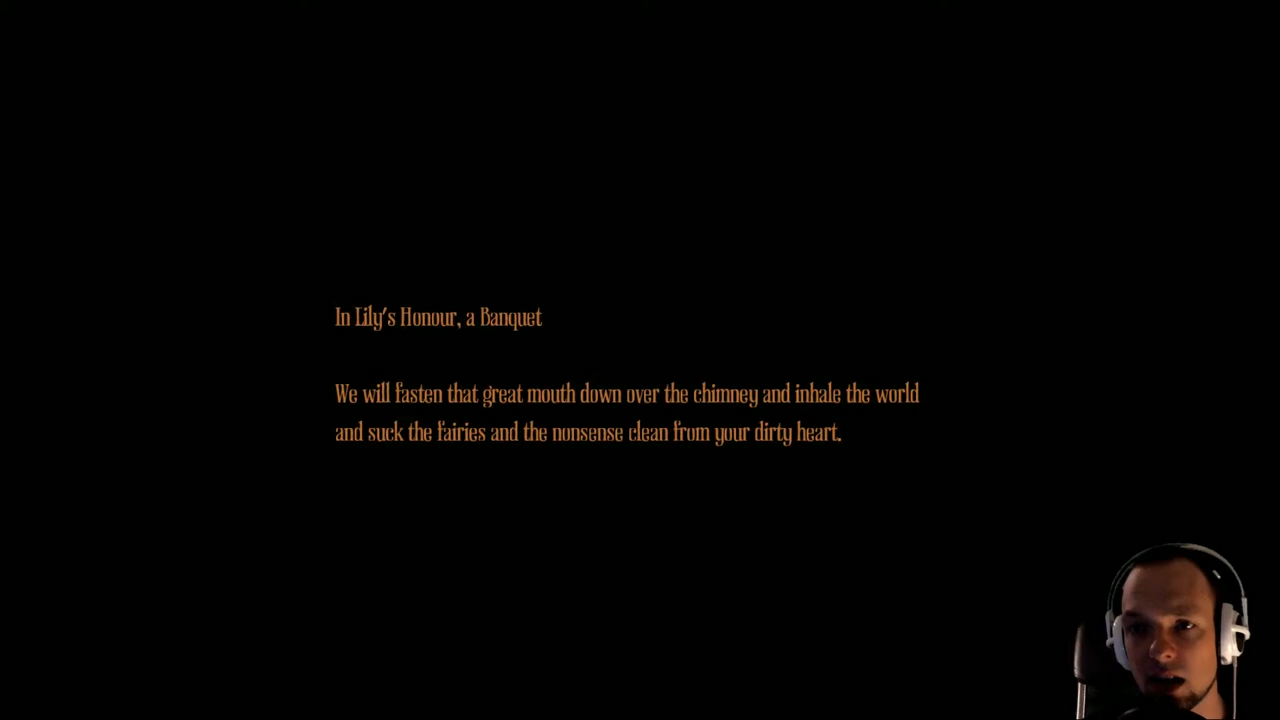 In Lily's Honour, a Banquet
We will fasten that great mouth down over the chimney and inhale the world
and suck the fairies and the nonsense clean from your dirty heart.